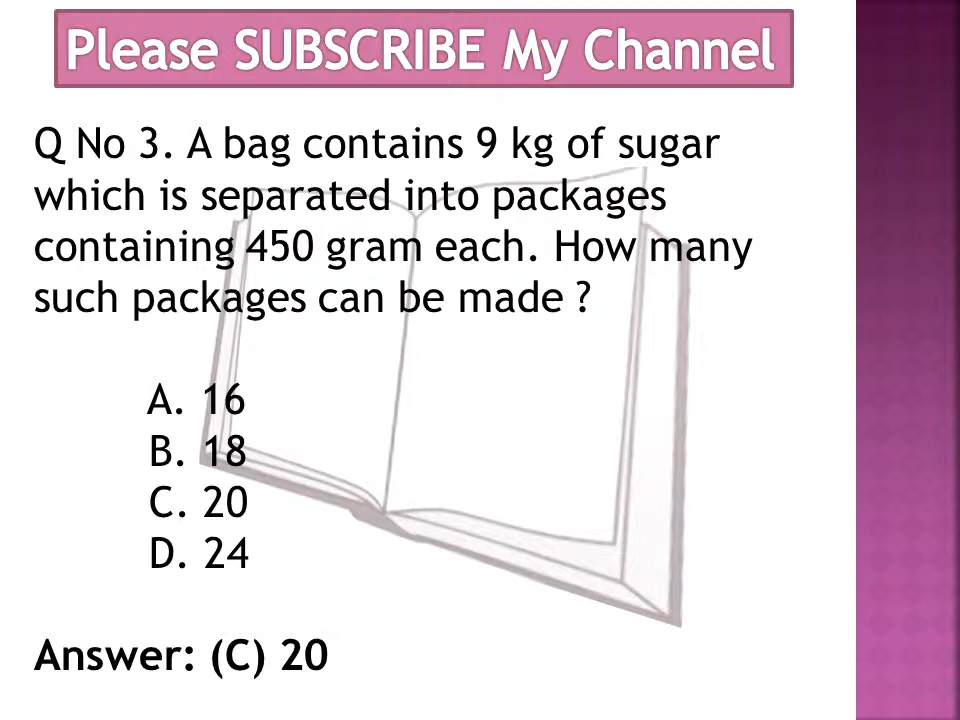 Please SUBSCRIBE My Channel
Q No 3. A bag contains 9 kg of sugar
which is separated into packages
containing 450 gram each. How many
such packages can be made ?
A. 16
B. 18
C. 20
D. 24
Answer: (C) 20